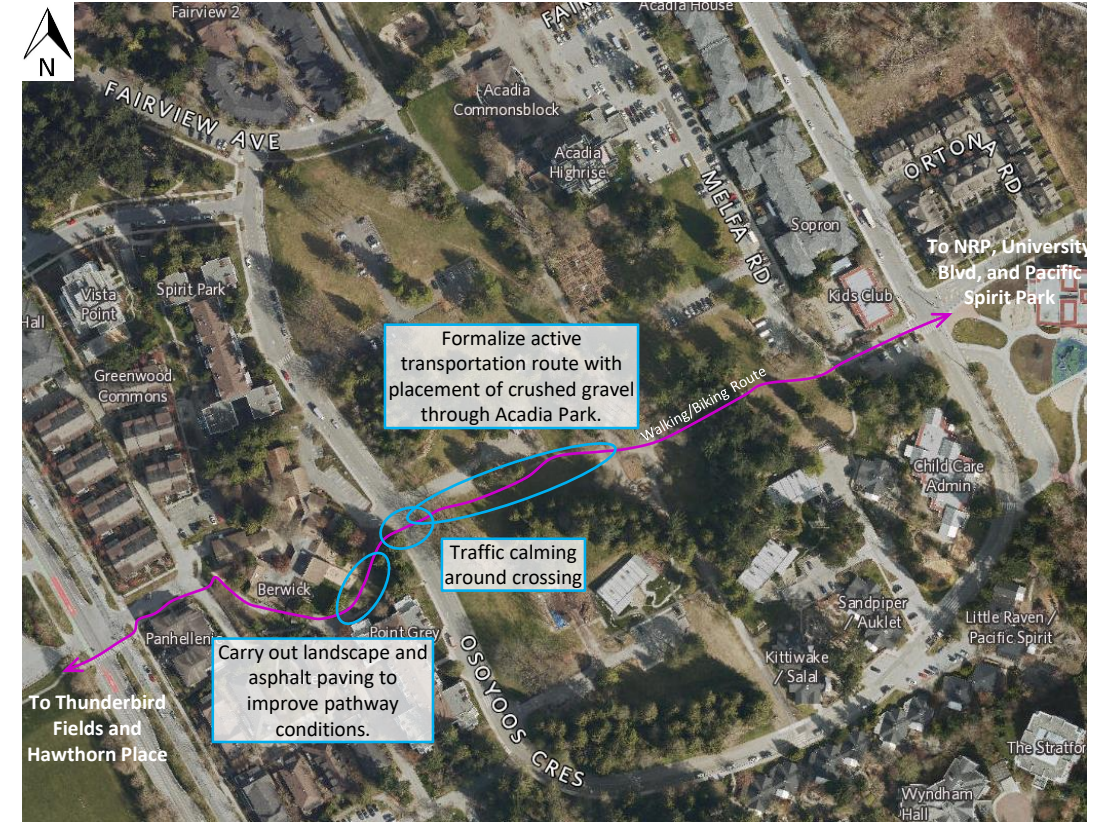 Fairview 2
Acadia House
N
FAIRVIEW AVE
Acadia
Commonsblock
Acadia
Highrise
MELFA RD
ORTONA RD
Sopron
To NRP, University
Blvd, and Pacific
Spirit Park
Vista
Point
Spirit Park
Kids Club
Hall
Greenwood
Commons
Formalize active
transportation route with
placement of crushed gravel
through Acadia Park.
Walking/Biking Route
Child Care
Admin
Traffic calming
around crossing
Berwick
Sandpiper
/ Auklet
Little Raven /
Pacific Spirit
Panhellenic
Point Grey
Carry out landscape and
asphalt paving to
improve pathway
conditions.
OSOYOOS CRES
Kittiwake
/ Salal
To Thunderbird
Fields and
Hawthorn Place
The Stratfor
Wyndham
Hall